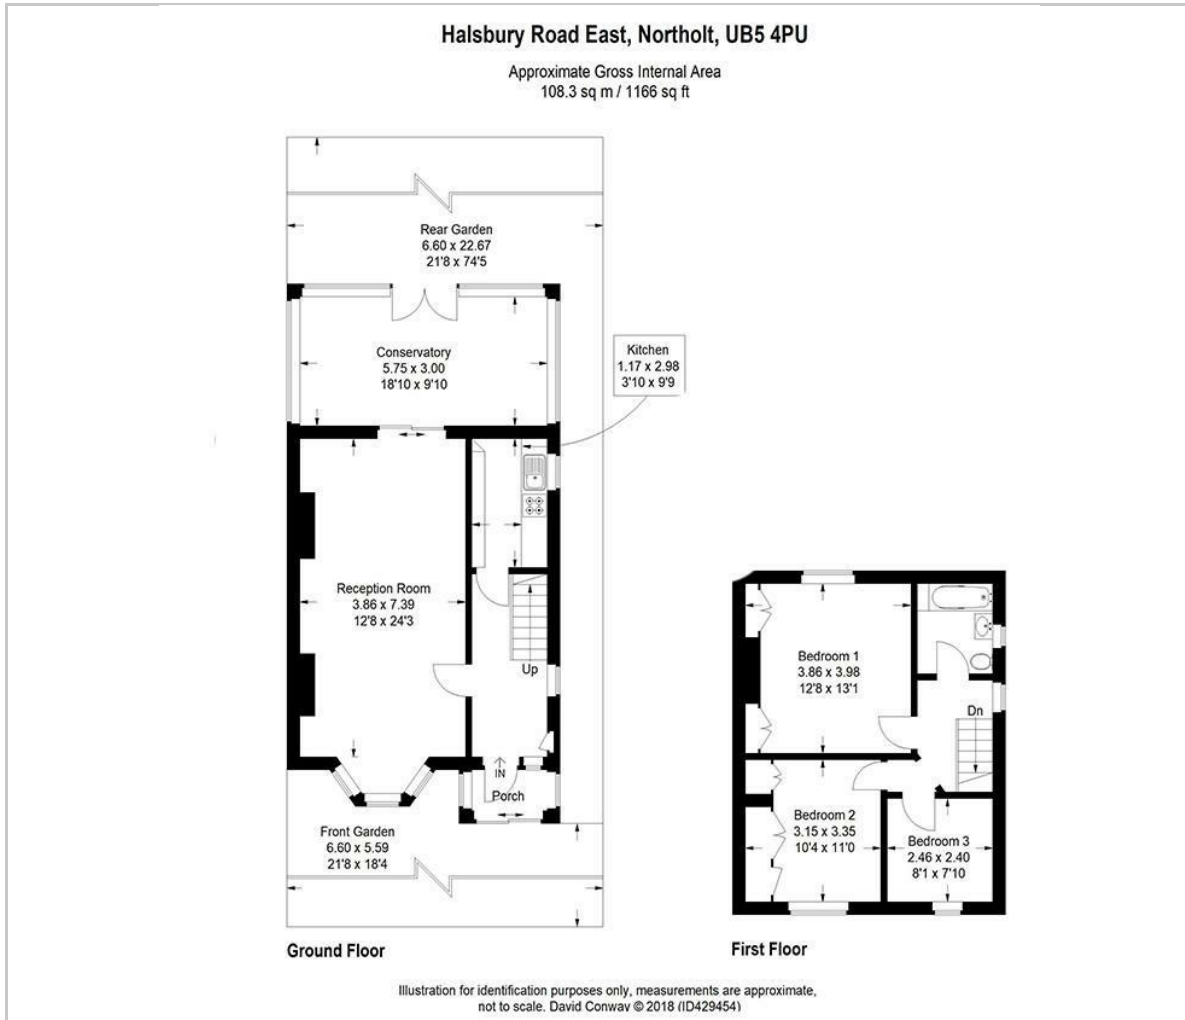 Halsbury Road East, Northolt, UB5 4PU
Approximate Gross Internal Area
108.3 sq m / 1166 sq ft
Rear Garden
6.60 x 22.67
21'8 x 74'5
Conservatory
5.75 x 3.00
18'10 x 9'10
Kitchen
1.17 x 2.98
3'10 x 9'9
Reception Room
3.86 x 7.39
12'8 x 24'3
Up
IN
Porch
Front Garden
6.60 x 5.59
21'8 x 18'4
Ground Floor
Bedroom 1
3.86 x 3.98
12'8 x 13'1
Dn
Bedroom 2
3.15 x 3.35
10'4 x 11'0
Bedroom 3
2.46 x 2.40
8'1 x 7'10
First Floor
Illustration for identification purposes only, measurements are approximate,
not to scale. David Conway © 2018 (ID429454)